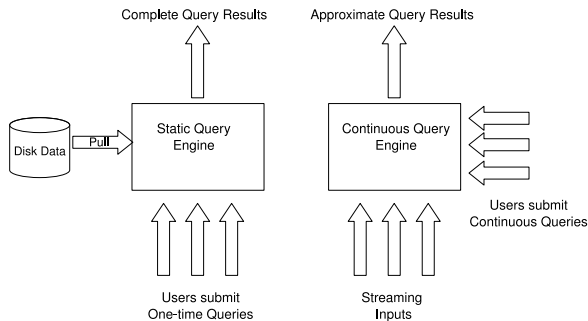 Complete Query Results
Approximate Query Results
Disk Data
Pull
Static Query
Engine
Continuous Query
Engine
Users submit
Continuous Queries
Users submit
One-time Queries
Streaming
Inputs